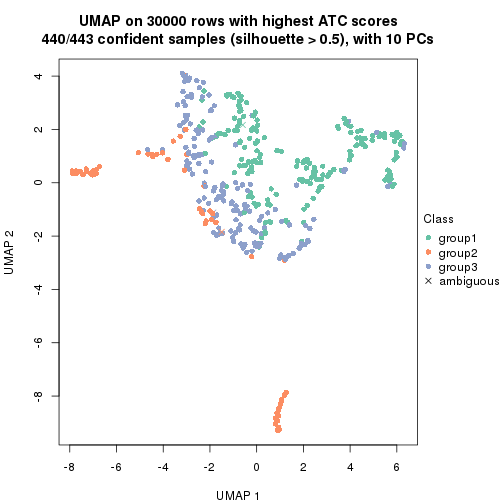 UMAP on 30000 rows with highest ATC scores
440/443 confident samples (silhouette > 0.5), with 10 PCs
4
2
0
-2
-4
-6
-8
UMAP 2
-8 -6 -4 -2 0 2 4 6
UMAP 1
Class
group1
group2
group3
ambiguous